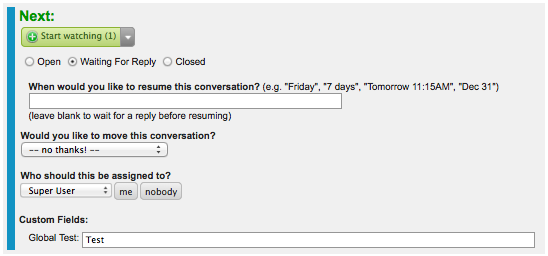 Next:
Start watching (1)
Open Waiting For Reply Closed
When would you like to resume this conversation? (e.g. "Friday", "7 days", "Tomorrow 11:15AM", "Dec 31")
(leave blank to wait for a reply before resuming)
Would you like to move this conversation?
-- no thanks! --
Who should this be assigned to?
Super User me nobody
Custom Fields:
Global Test: Test